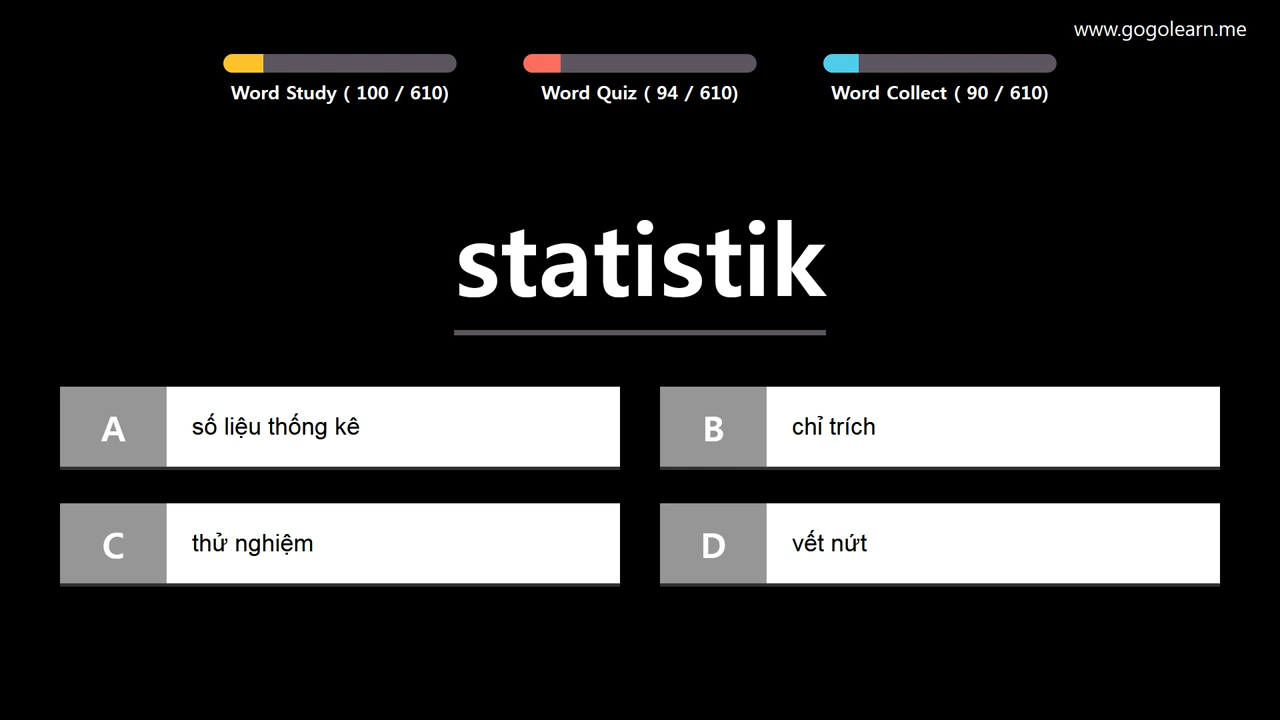 www.gogolearn.me
Word Study ( 100 / 610)
Word Quiz ( 94 / 610)
Word Collect ( 90 / 610)
statistik
A số liệu thống kê
B chỉ trích
C thử nghiệm
D vết nứt